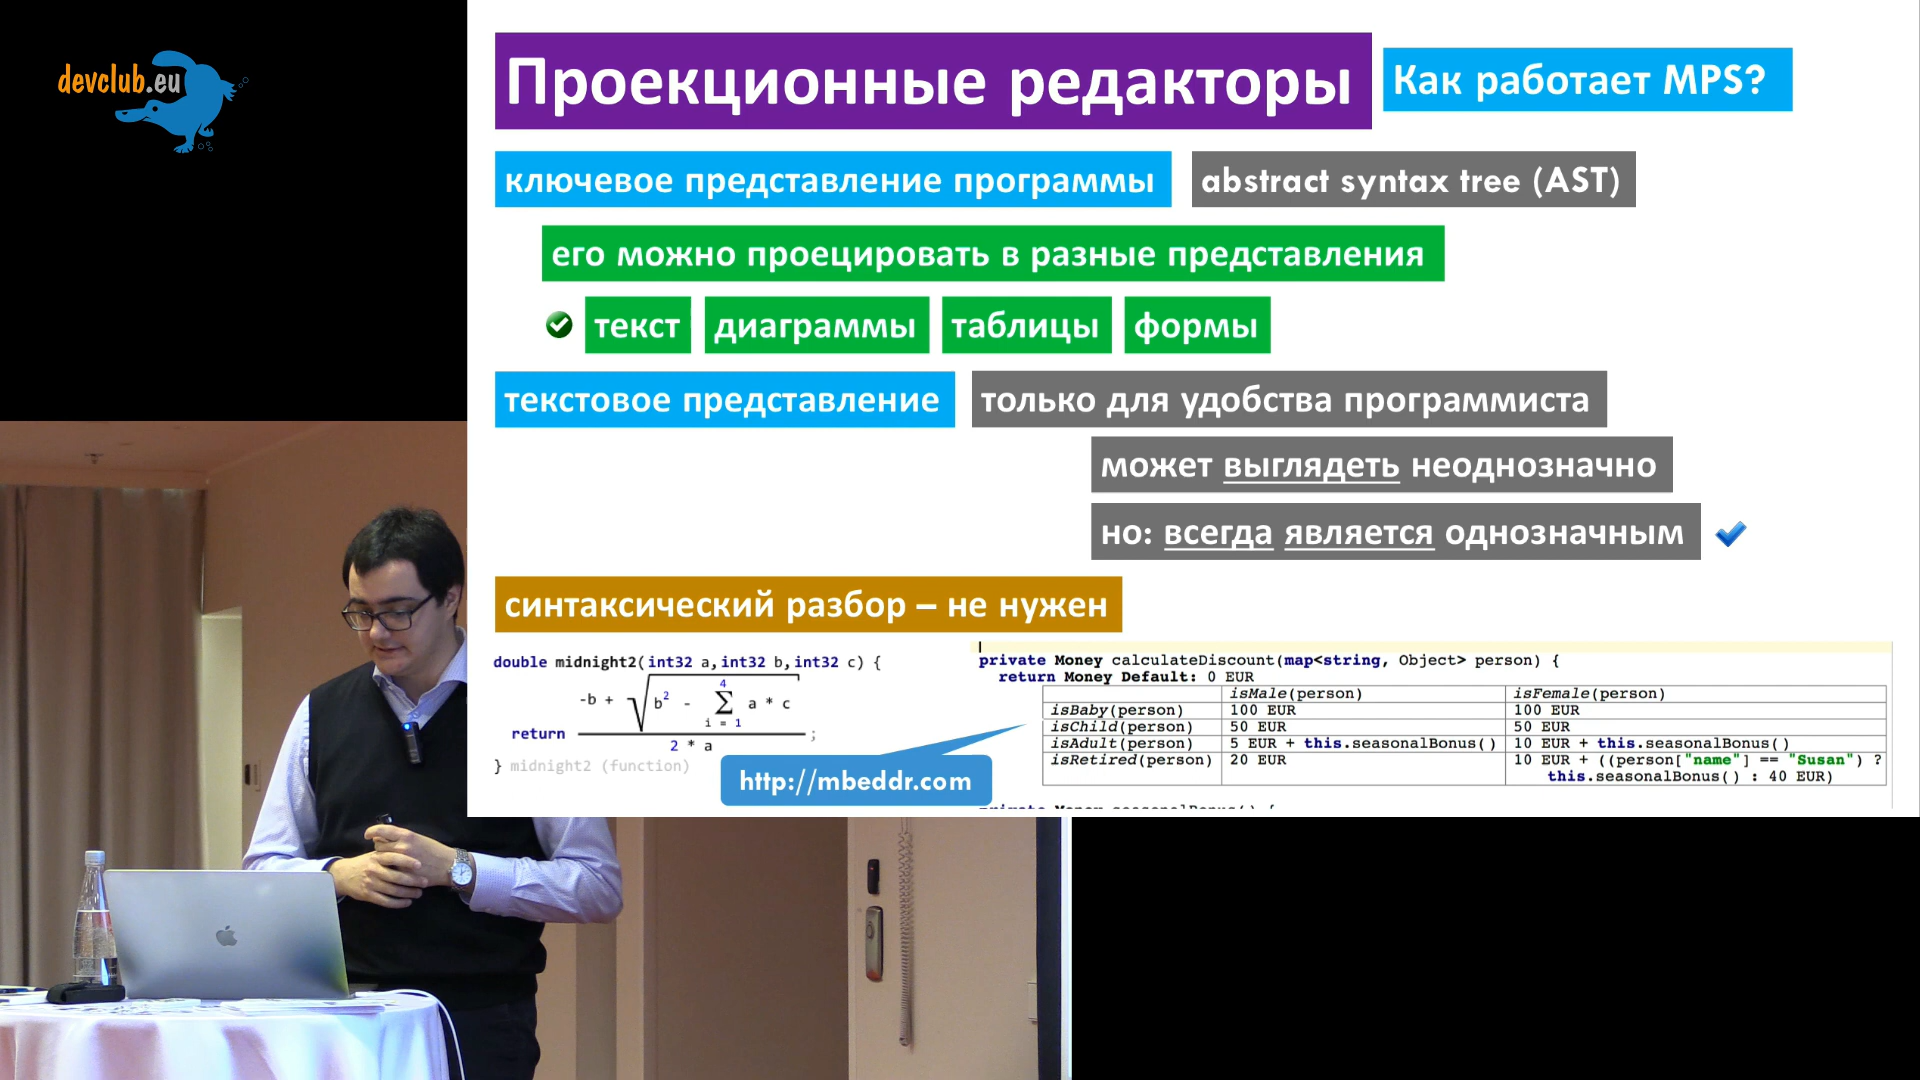 devclub.eu
Проекционные редакторы
Как работает MPS?
ключевое представление программы
abstract syntax tree (AST)
его можно проецировать в разные представления
текст диаграммы таблицы формы
текстовое представление
только для удобства программиста
может выглядеть неоднозначно
но: всегда является однозначным
синтаксический разбор – не нужен
double midnight2(int32 a, int32 b, int32 c) {
-b + √ b² - 4 ∑ i = 1 a * c
return ;
2 * a
} midnight2 (function)
http://mbeddr.com
private Money calculateDiscount(map<string, Object> person) {
return Money Default: 0 EUR
isMale(person) isFemale(person)
isBaby(person) 100 EUR 100 EUR
isChild(person) 50 EUR 50 EUR
isAdult(person) 5 EUR + this.seasonalBonus() 10 EUR + this.seasonalBonus()
isRetired(person) 20 EUR 10 EUR + ((person["name"] == "Susan") ?
this.seasonalBonus() : 40 EUR)
private Money seasonalBonus() {